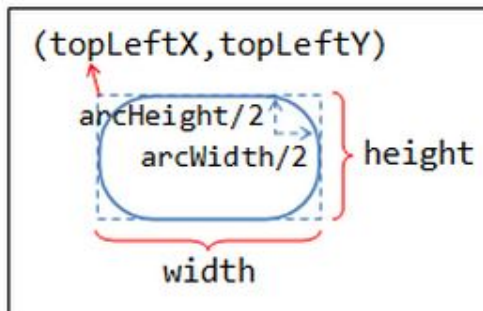 (topLeftX,topLeftY)
arcHeight/2
arcWidth/2
height
width